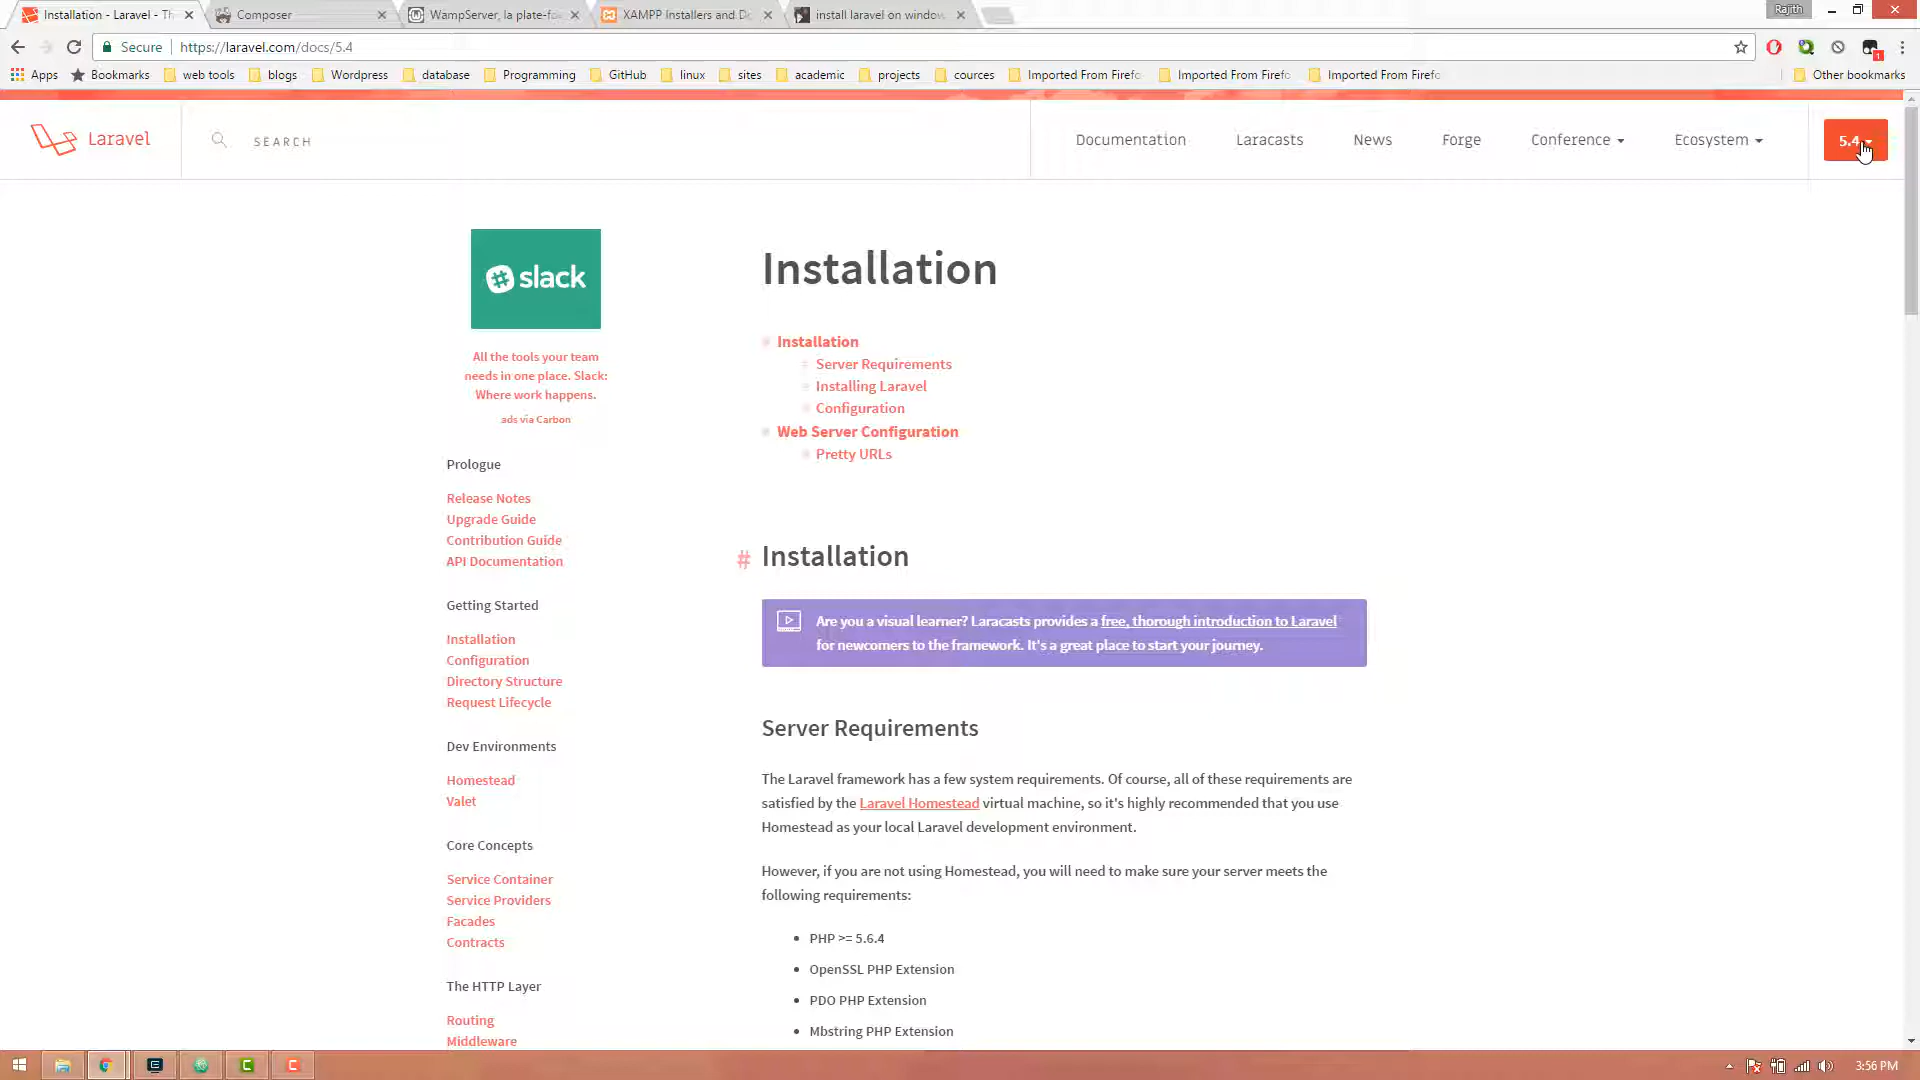 Installation - Laravel - Th
Composer
WampServer, la plate-fo
XAMPP Installers and Do
install laravel on window
Rajith
Secure
https://laravel.com/docs/5.4
1
Apps
Bookmarks
web tools
blogs
Wordpress
database
Programming
GitHub
linux
sites
academic
projects
cources
Imported From Firefo
Imported From Firefo
Imported From Firefo
Other bookmarks
Laravel
SEARCH
Documentation
Laracasts
News
Forge
Conference
Ecosystem
5.4
slack
All the tools your team
needs in one place. Slack:
Where work happens.
ads via Carbon
Prologue
Release Notes
Upgrade Guide
Contribution Guide
API Documentation
Getting Started
Installation
Configuration
Directory Structure
Request Lifecycle
Dev Environments
Homestead
Valet
Core Concepts
Service Container
Service Providers
Facades
Contracts
The HTTP Layer
Routing
Middleware
Installation
Installation
Server Requirements
Installing Laravel
Configuration
Web Server Configuration
Pretty URLs
# Installation
Are you a visual learner? Laracasts provides a free, thorough introduction to Laravel
for newcomers to the framework. It's a great place to start your journey.
Server Requirements
The Laravel framework has a few system requirements. Of course, all of these requirements are
satisfied by the Laravel Homestead virtual machine, so it's highly recommended that you use
Homestead as your local Laravel development environment.
However, if you are not using Homestead, you will need to make sure your server meets the
following requirements:
• PHP >= 5.6.4
• OpenSSL PHP Extension
• PDO PHP Extension
• Mbstring PHP Extension
3:56 PM